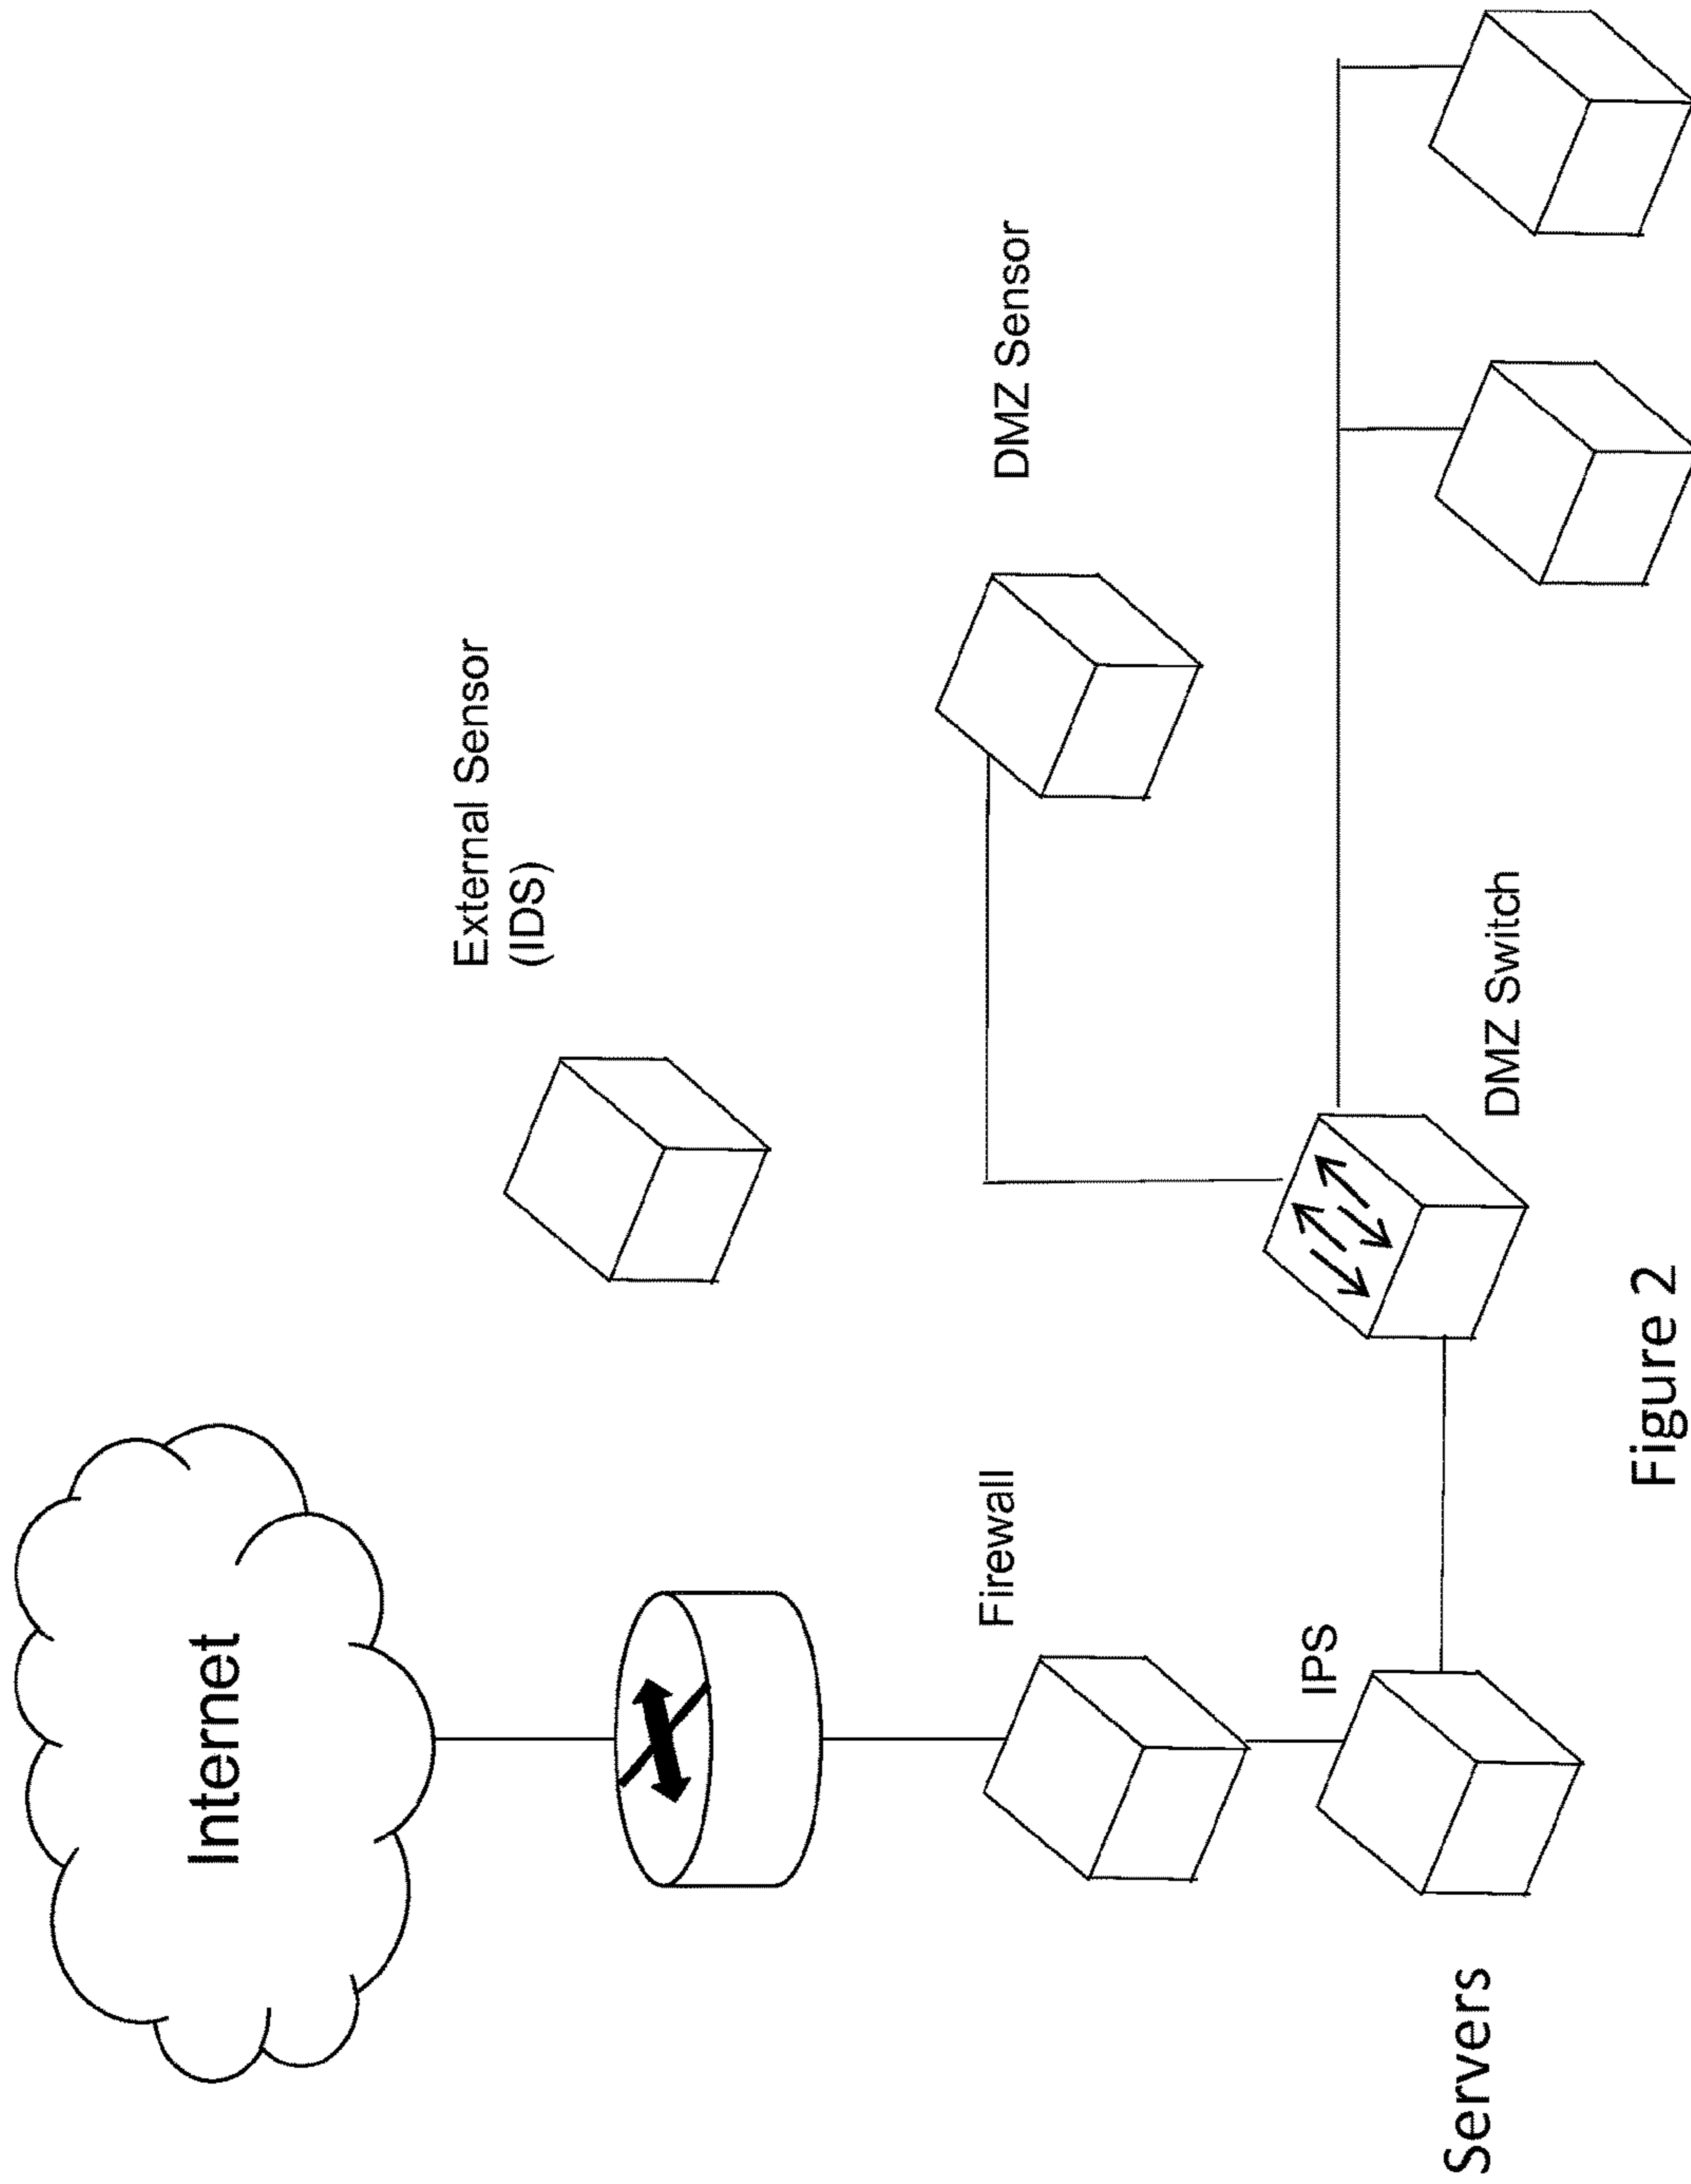 Internet
External Sensor
(IDS)
Firewall
DMZ Sensor
IPS
DMZ Switch
Servers
Figure 2